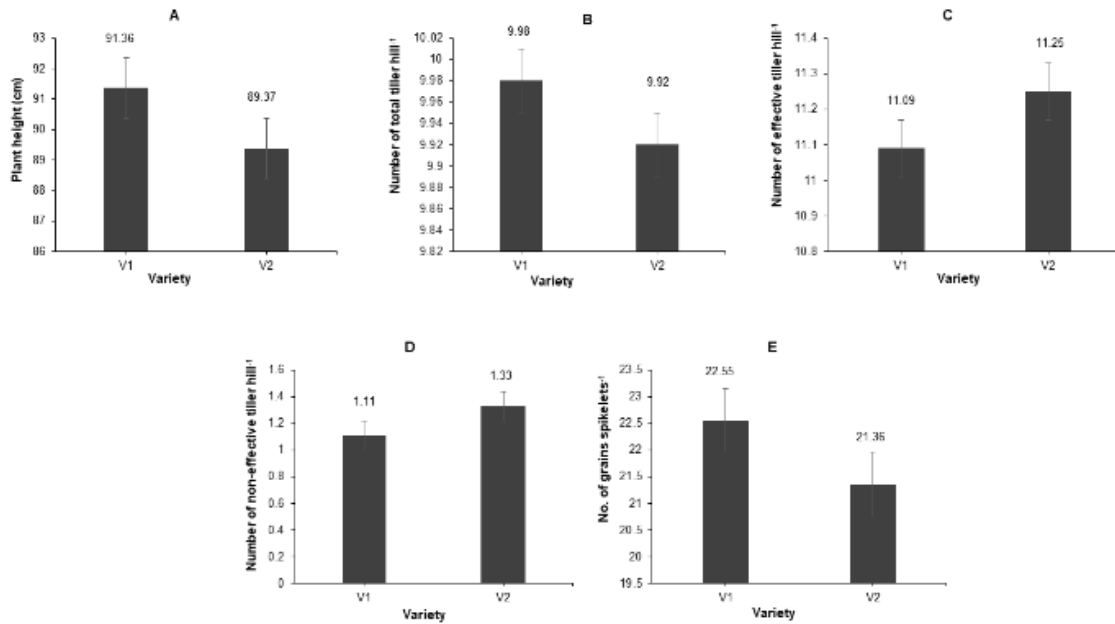 A
Plant height (cm)
93
92
91
90
89
88
87
86
91.36
89.37
V1
V2
Variety
B
Number of total tiller hill⁻¹
10.02
10
9.98
9.96
9.94
9.92
9.9
9.88
9.86
9.84
9.82
9.98
9.92
V1
V2
Variety
C
Number of effective tiller hill⁻¹
11.4
11.3
11.2
11.1
11
10.9
10.8
11.09
11.25
V1
V2
Variety
D
Number of non-effective tiller hill⁻¹
1.6
1.4
1.2
1
0.8
0.6
0.4
0.2
0
1.11
1.33
V1
V2
Variety
E
No. of grains spikelets⁻¹
23.5
23
22.5
22
21.5
21
20.5
20
19.5
22.55
21.36
V1
V2
Variety